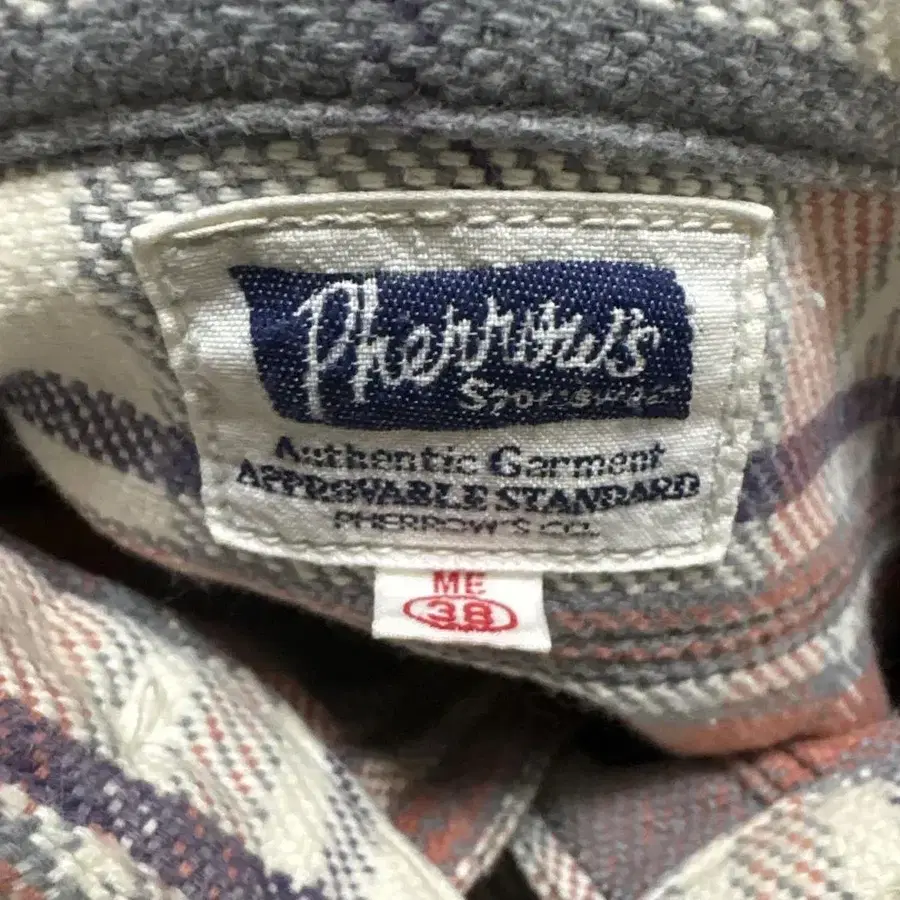 Pherrow's
Sportswear
Authentic Garment
APPROVABLE STANDARD
PHERROW'S CO.
ME
38